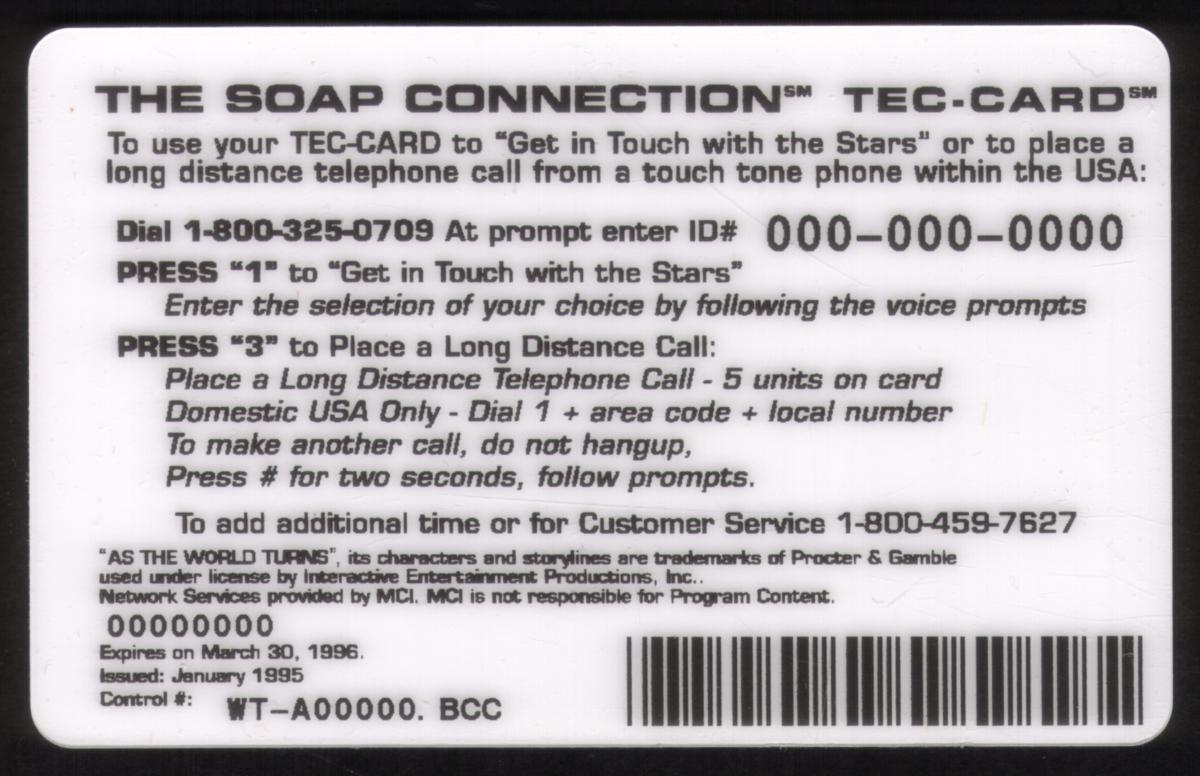 THE SOAP CONNECTION℠ TEC-CARD℠
To use your TEC-CARD to "Get in Touch with the Stars" or to place a
long distance telephone call from a touch tone phone within the USA:
Dial 1-800-325-0709 At prompt enter ID# 000-000-0000
PRESS "1" to "Get in Touch with the Stars"
Enter the selection of your choice by following the voice prompts
PRESS "3" to Place a Long Distance Call:
Place a Long Distance Telephone Call - 5 units on card
Domestic USA Only - Dial 1 + area code + local number
To make another call, do not hangup,
Press # for two seconds, follow prompts.
To add additional time or for Customer Service 1-800-459-7627
"AS THE WORLD TURNS", its characters and storylines are trademarks of Procter & Gamble
used under license by Interactive Entertainment Productions, Inc..
Network Services provided by MCI. MCI is not responsible for Program Content.
00000000
Expires on March 30, 1996.
Issued: January 1995
Control #: WT-A00000. BCC